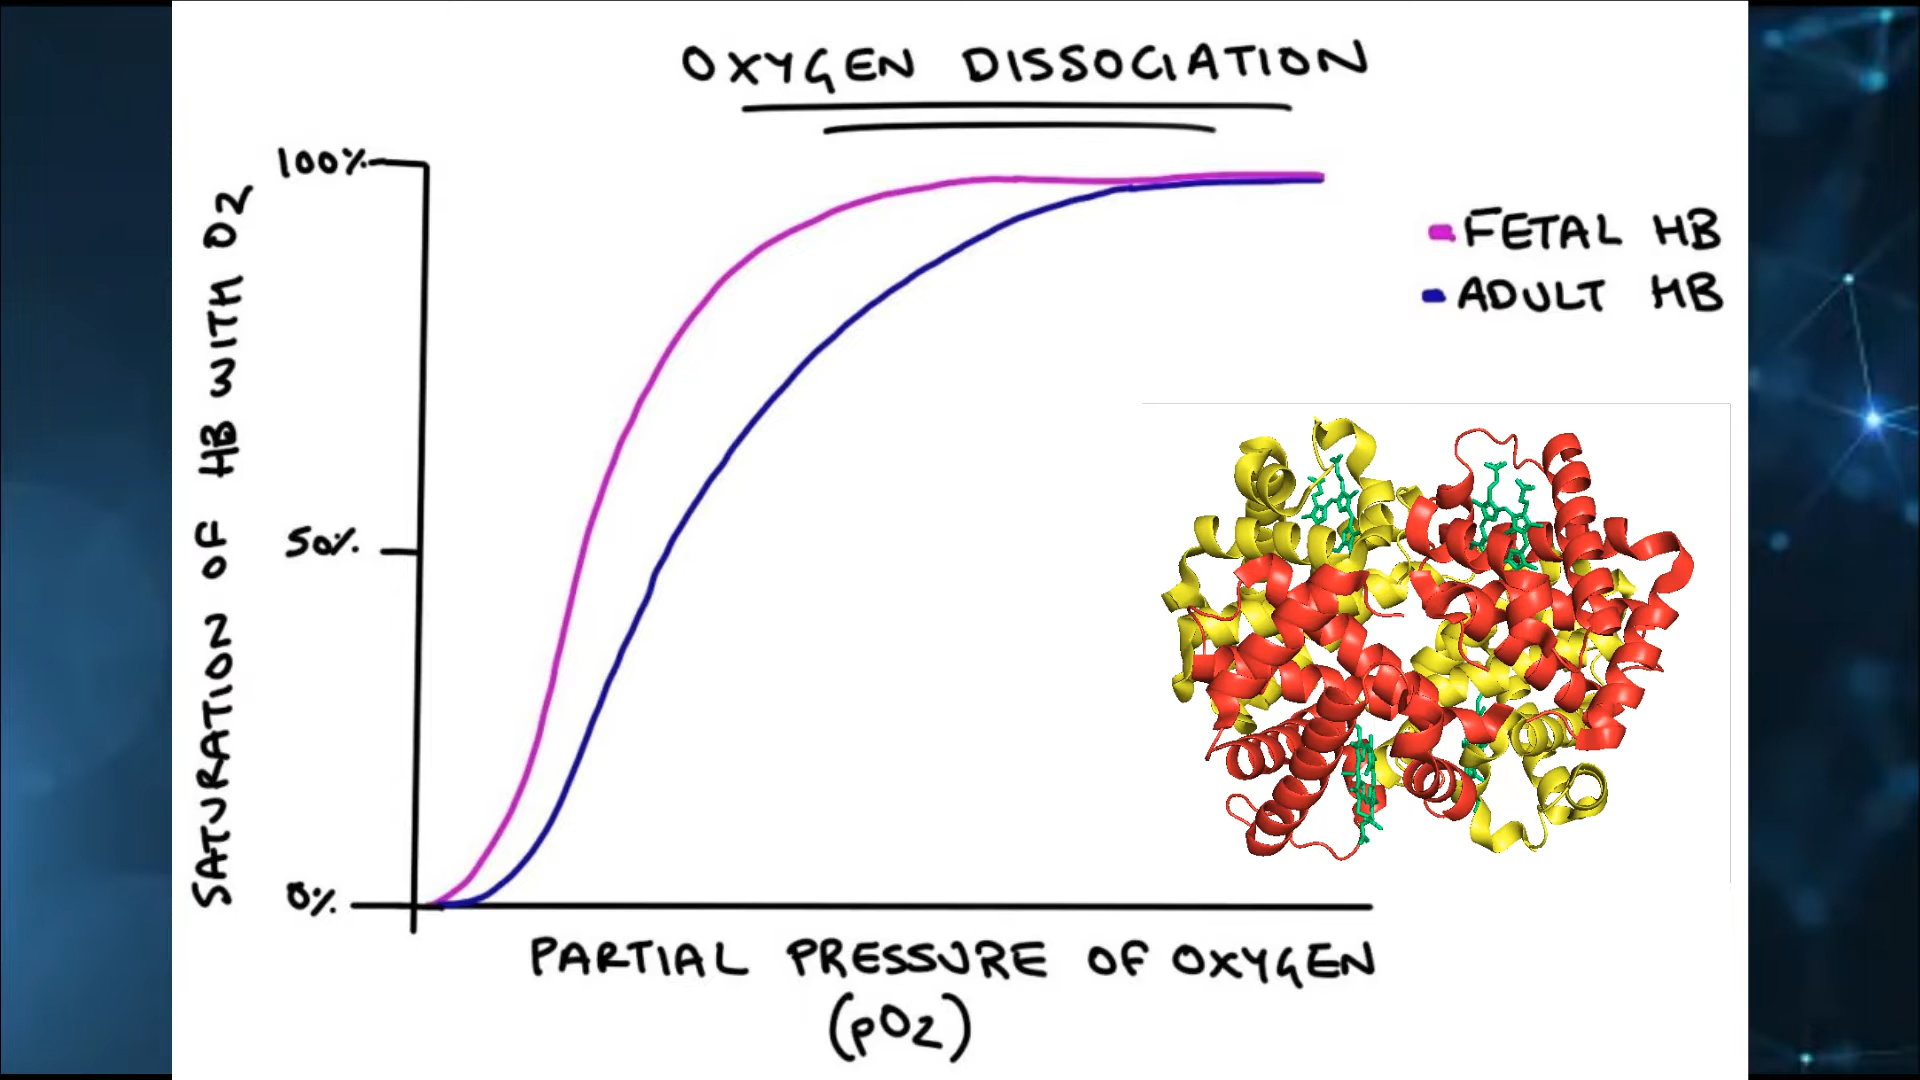 OXYGEN DISSOCIATION
100%
SATURATION OF HB WITH O2
FETAL HB
ADULT HB
50%
0%
PARTIAL PRESSURE OF OXYGEN
(pO2)